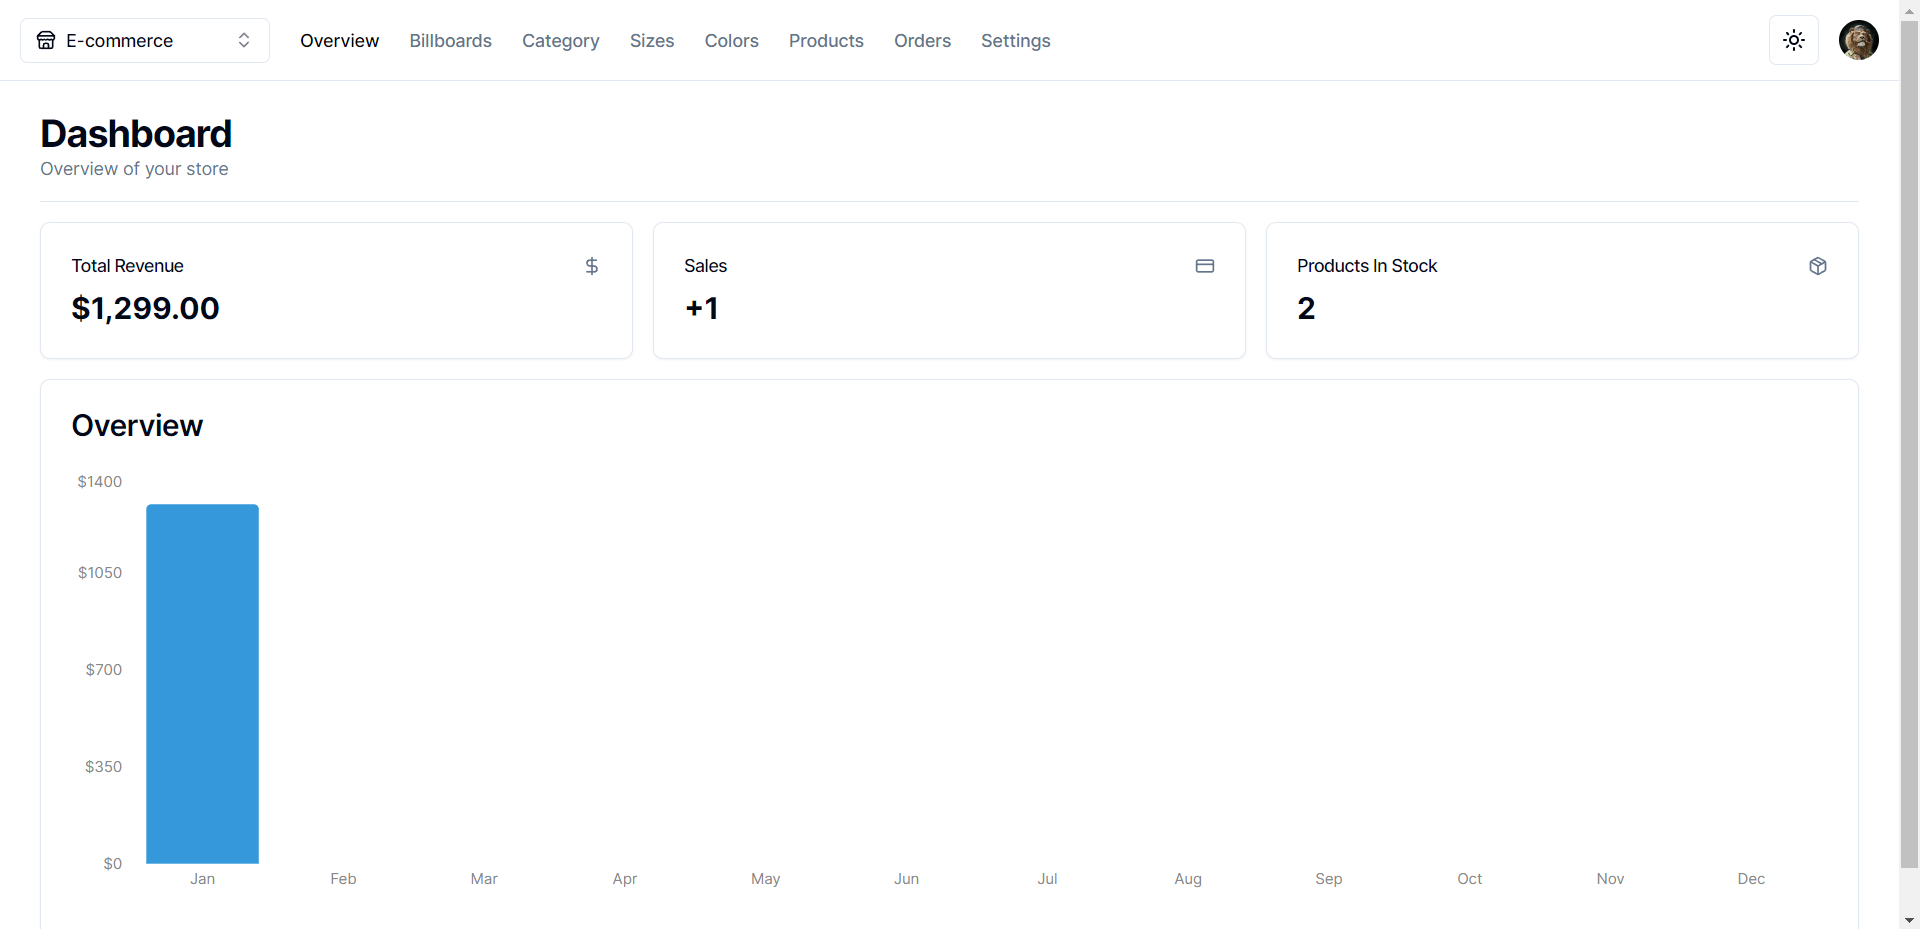 E-commerce
Overview Billboards Category Sizes Colors Products Orders Settings
Dashboard
Overview of your store
Total Revenue
$1,299.00
Sales
+1
Products In Stock
2
Overview
$1400
$1050
$700
$350
$0
Jan Feb Mar Apr May Jun Jul Aug Sep Oct Nov Dec